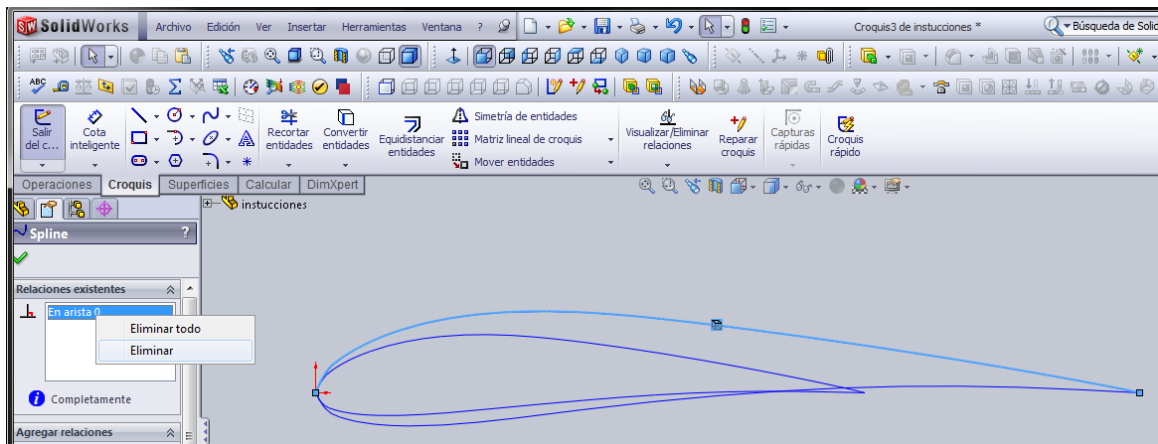 SolidWorks Archivo Edición Ver Insertar Herramientas Ventana ? Croquis3 de instucciones * Búsqueda de Solid
ABC
Salir del c...
Cota inteligente
Recortar entidades
Convertir entidades
Equidistanciar entidades
Simetría de entidades
Matriz lineal de croquis
Mover entidades
Visualizar/Eliminar relaciones
Reparar croquis
Capturas rápidas
Croquis rápido
Operaciones Croquis Superficies Calcular DimXpert
instucciones
Spline ?
Relaciones existentes
En arista 0
Eliminar todo
Eliminar
Completamente
Agregar relaciones